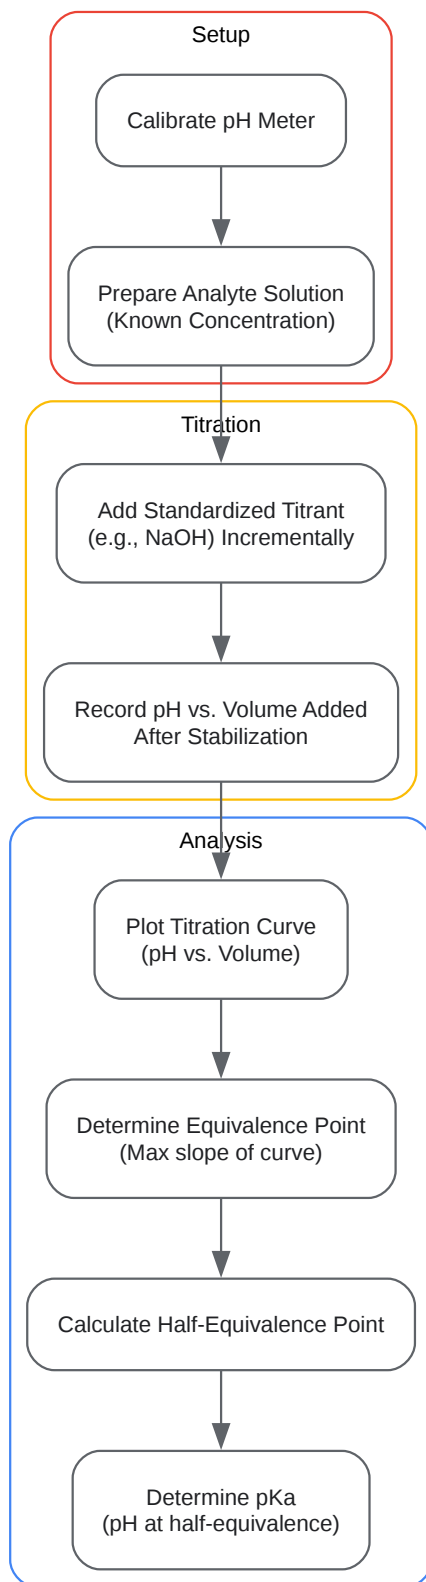 Setup
Calibrate pH Meter
Prepare Analyte Solution
(Known Concentration)
Titration
Add Standardized Titrant
(e.g., NaOH) Incrementally
Record pH vs. Volume Added
After Stabilization
Analysis
Plot Titration Curve
(pH vs. Volume)
Determine Equivalence Point
(Max slope of curve)
Calculate Half-Equivalence Point
Determine pKa
(pH at half-equivalence)